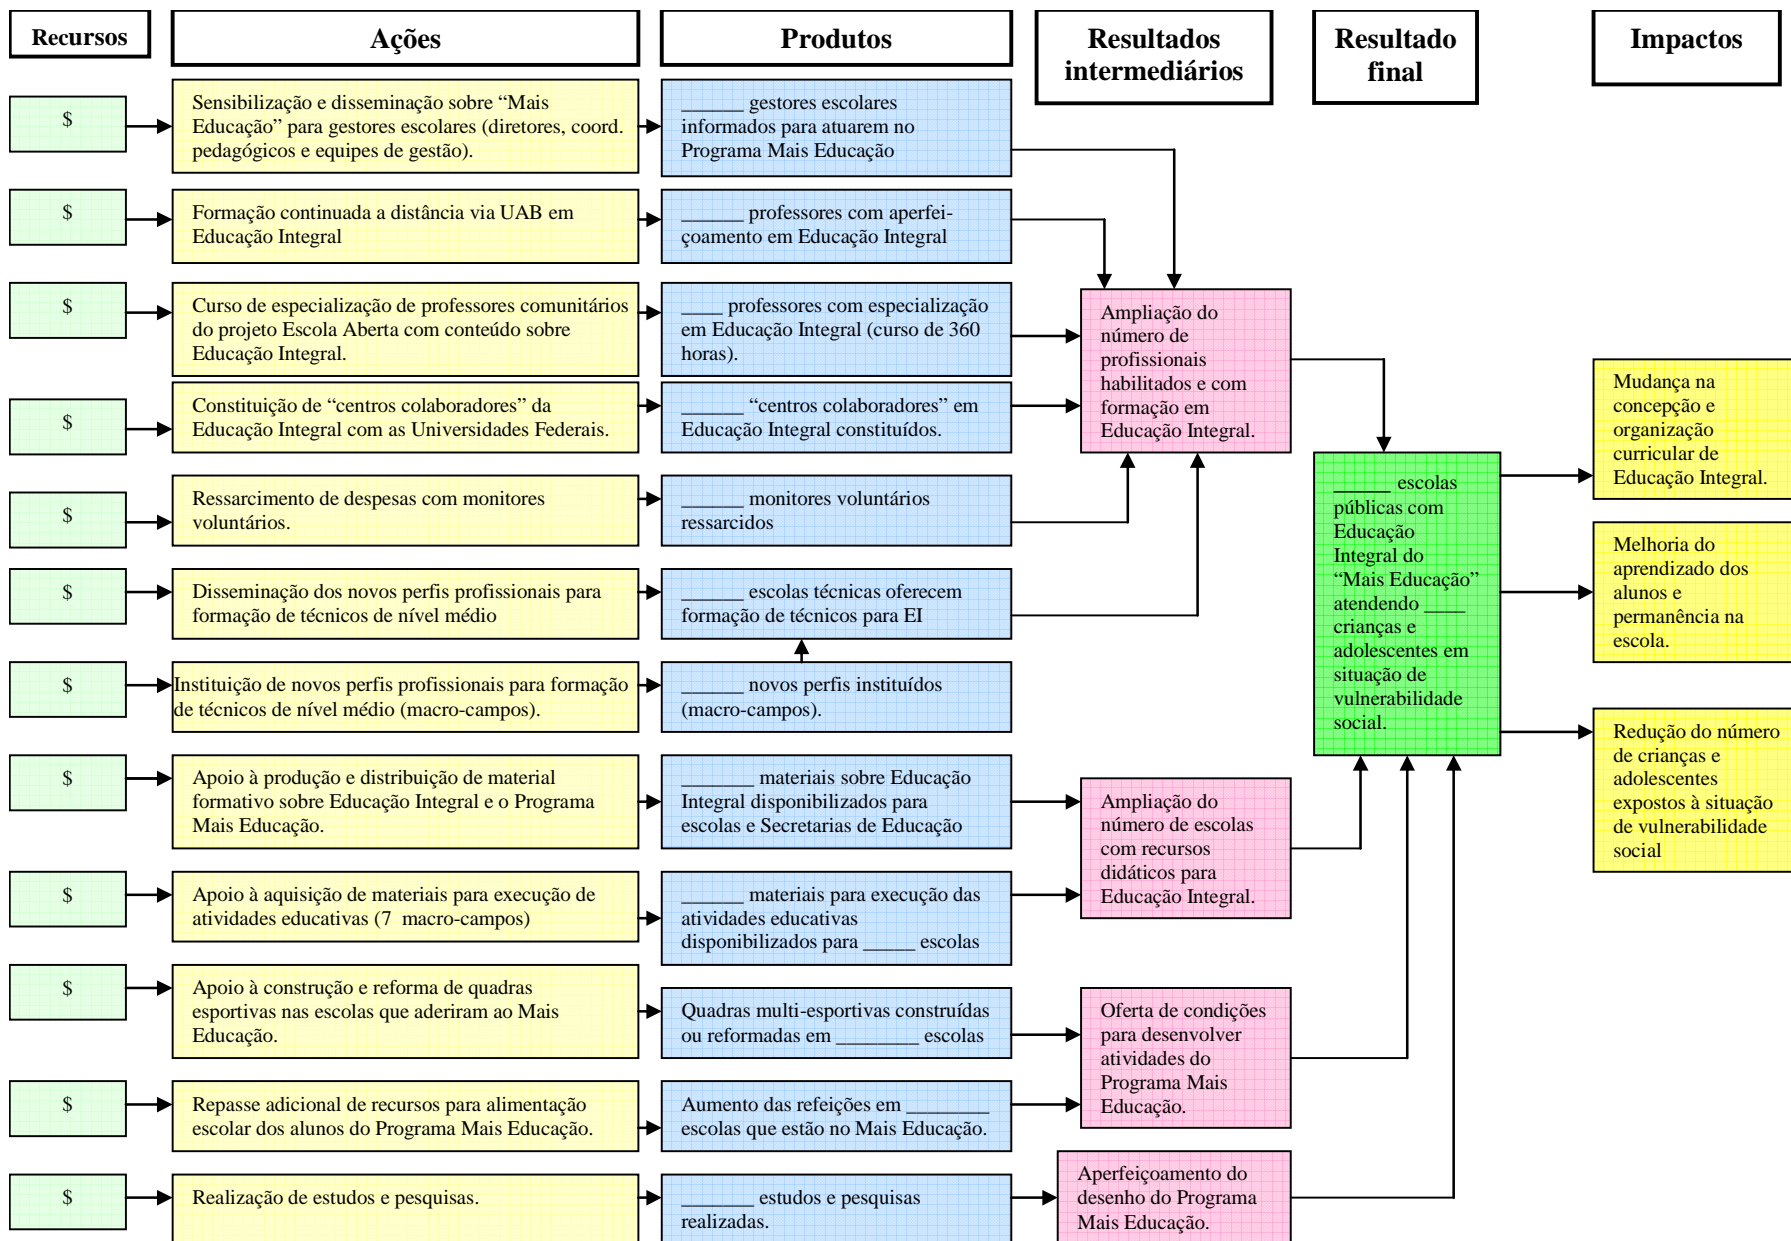 Recursos
Ações
Produtos
Resultados
intermediários
Resultado
final
Impactos
$
Sensibilização e disseminação sobre “Mais
Educação” para gestores escolares (diretores, coord.
pedagógicos e equipes de gestão).
______ gestores escolares
informados para atuarem no
Programa Mais Educação
$
Formação continuada a distância via UAB em
Educação Integral
______ professores com aperfei-
çoamento em Educação Integral
$
Curso de especialização de professores comunitários
do projeto Escola Aberta com conteúdo sobre
Educação Integral.
____ professores com especialização
em Educação Integral (curso de 360
horas).
$
Constituição de “centros colaboradores” da
Educação Integral com as Universidades Federais.
______ “centros colaboradores” em
Educação Integral constituídos.
$
Ressarcimento de despesas com monitores
voluntários.
______ monitores voluntários
ressarcidos
$
Disseminação dos novos perfis profissionais para
formação de técnicos de nível médio
______ escolas técnicas oferecem
formação de técnicos para EI
$
Instituição de novos perfis profissionais para formação
de técnicos de nível médio (macro-campos).
______ novos perfis instituídos
(macro-campos).
$
Apoio à produção e distribuição de material
formativo sobre Educação Integral e o Programa
Mais Educação.
_______ materiais sobre Educação
Integral disponibilizados para
escolas e Secretarias de Educação
$
Apoio à aquisição de materiais para execução de
atividades educativas (7 macro-campos)
______ materiais para execução das
atividades educativas
disponibilizados para _____ escolas
$
Apoio à construção e reforma de quadras
esportivas nas escolas que aderiram ao Mais
Educação.
Quadras multi-esportivas construídas
ou reformadas em ________ escolas
$
Repasse adicional de recursos para alimentação
escolar dos alunos do Programa Mais Educação.
Aumento das refeições em ________
escolas que estão no Mais Educação.
$
Realização de estudos e pesquisas.
_______ estudos e pesquisas
realizadas.
Ampliação do
número de
profissionais
habilitados e com
formação em
Educação Integral.
Ampliação do
número de escolas
com recursos
didáticos para
Educação Integral.
Oferta de condições
para desenvolver
atividades do
Programa Mais
Educação.
Aperfeiçoamento do
desenho do Programa
Mais Educação.
_____ escolas
públicas com
Educação
Integral do
“Mais Educação”
atendendo ____
crianças e
adolescentes em
situação de
vulnerabilidade
social.
Mudança na
concepção e
organização
curricular de
Educação Integral.
Melhoria do
aprendizado dos
alunos e
permanência na
escola.
Redução do número
de crianças e
adolescentes
expostos à situação
de vulnerabilidade
social